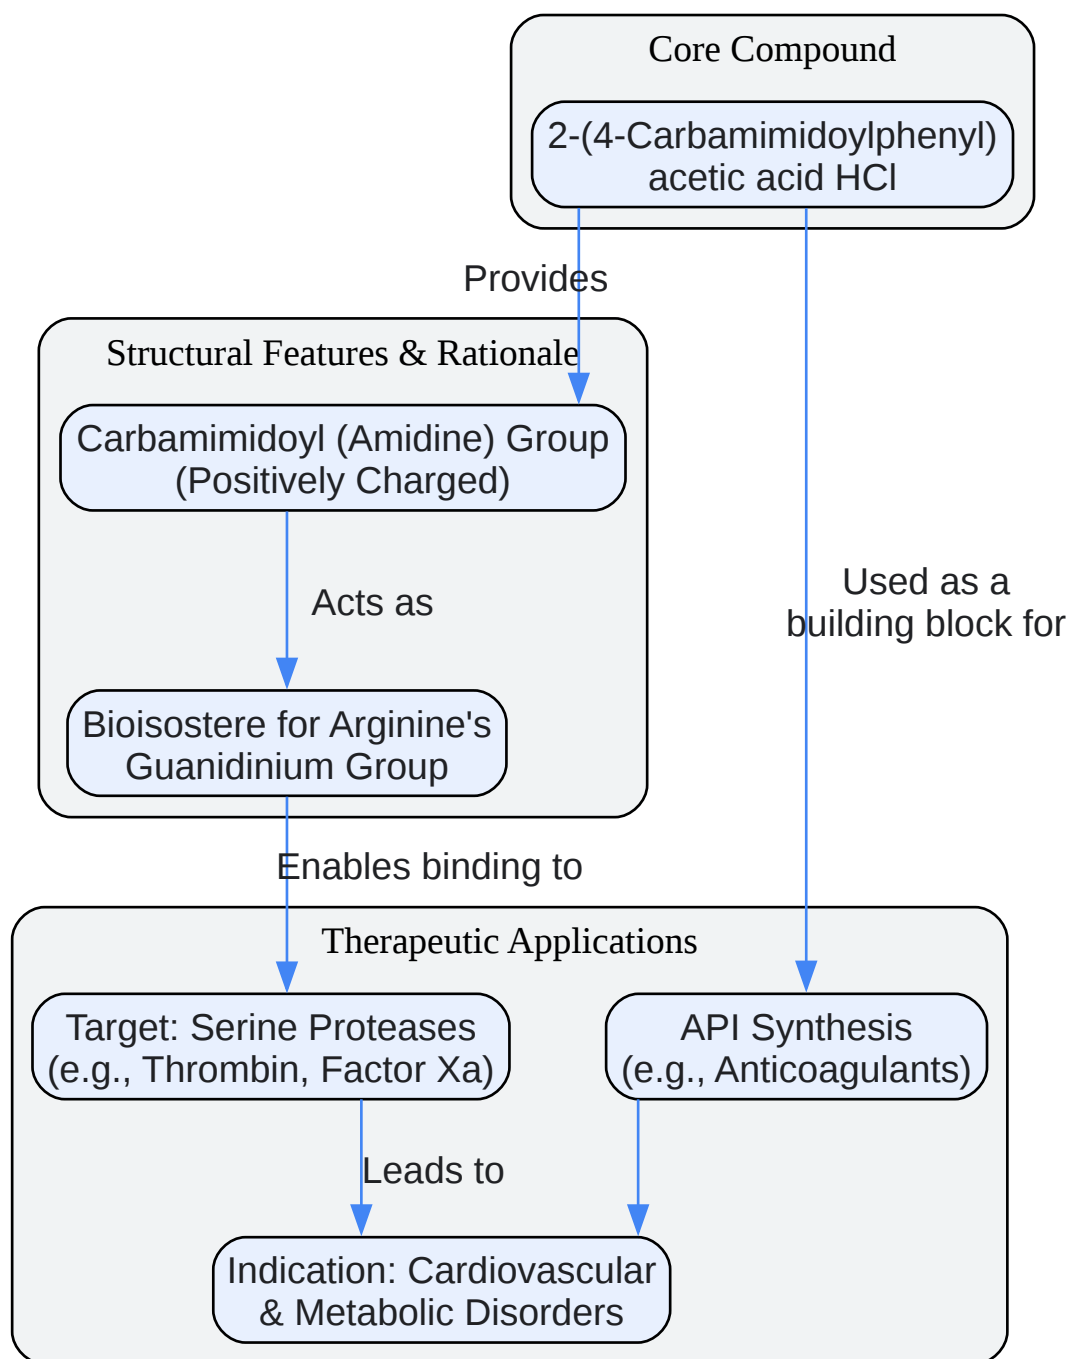 Core Compound
2-(4-Carbamimidoylphenyl)
acetic acid HCl
Provides
Structural Features & Rationale
Carbamimidoyl (Amidine) Group
(Positively Charged)
Acts as
Used as a
building block for
Bioisostere for Arginine's
Guanidinium Group
Enables binding to
Therapeutic Applications
Target: Serine Proteases
(e.g., Thrombin, Factor Xa)
API Synthesis
(e.g., Anticoagulants)
Leads to
Indication: Cardiovascular
& Metabolic Disorders